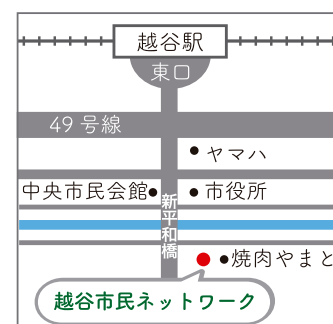 越谷駅
東口
49号線
ヤマハ
中央市民会館
市役所
新平和橋
焼肉やまと
越谷市民ネットワーク